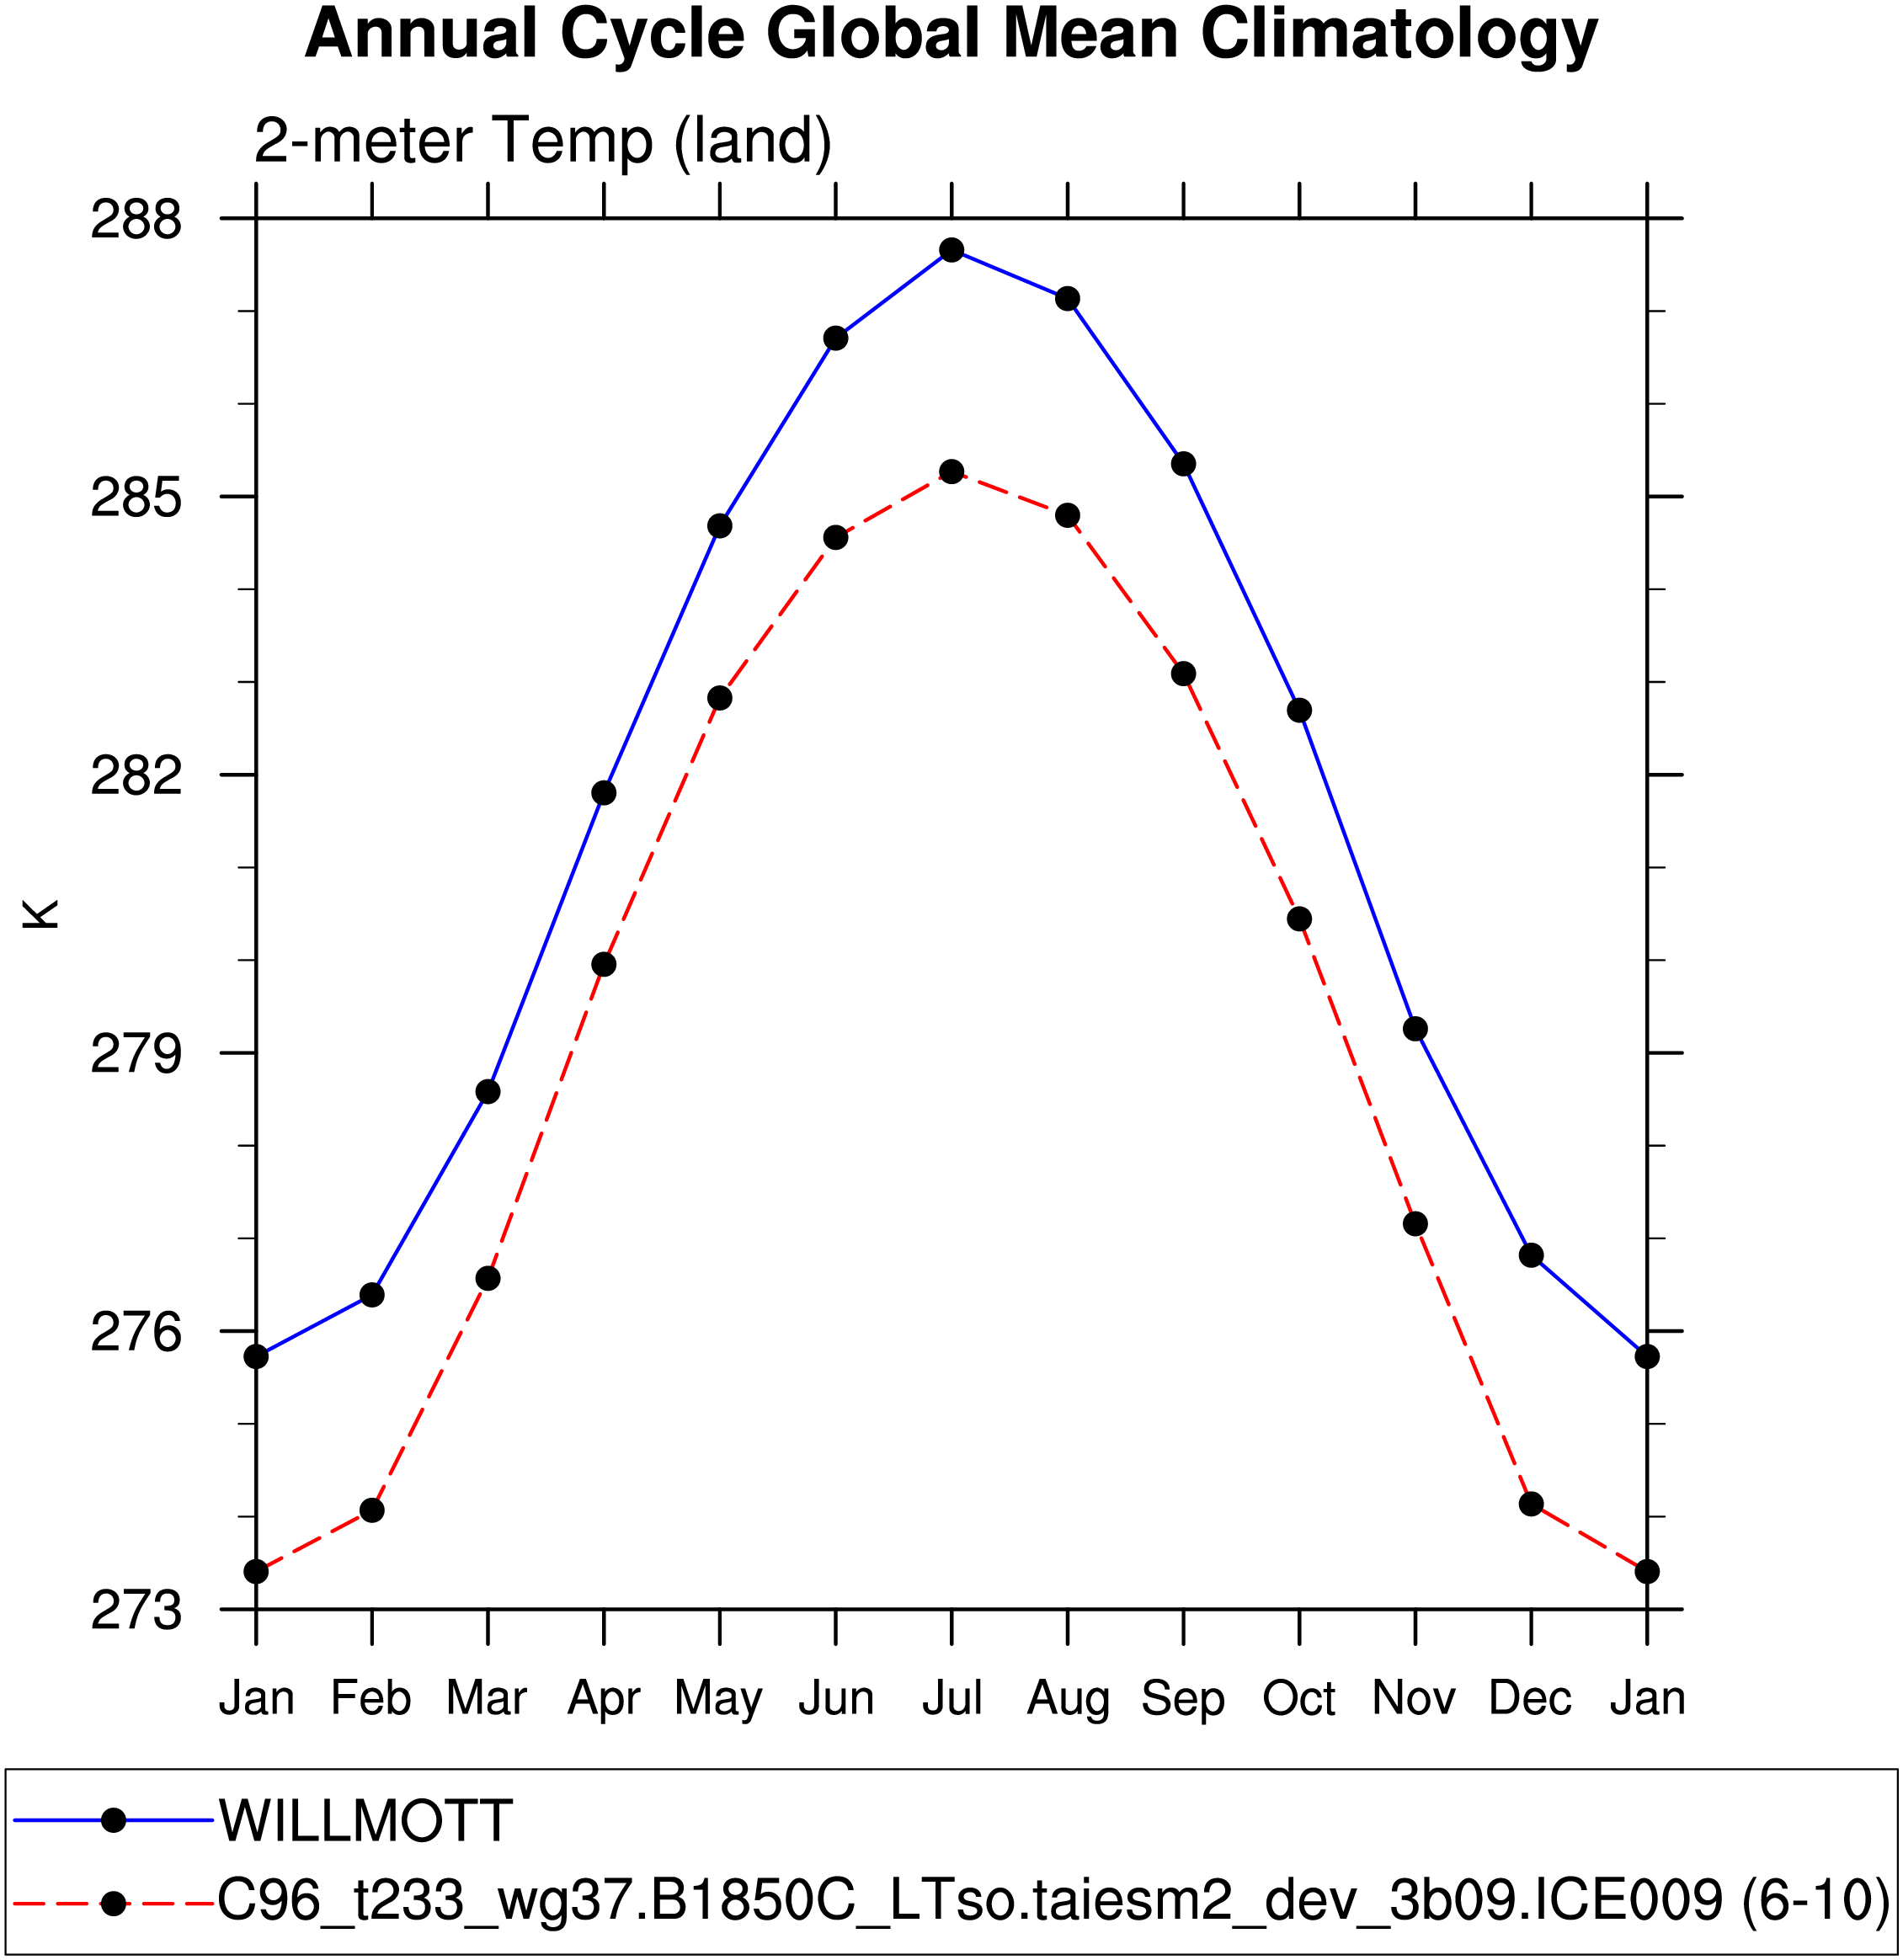 Annual Cycle Global Mean Climatology
2-meter Temp (land)
288
285
282
279
276
273
K
Jan Feb Mar Apr May Jun Jul Aug Sep Oct Nov Dec Jan
WILLMOTT
C96_t233_wg37.B1850C_LTso.taiesm2_dev_3b09.ICE009 (6-10)